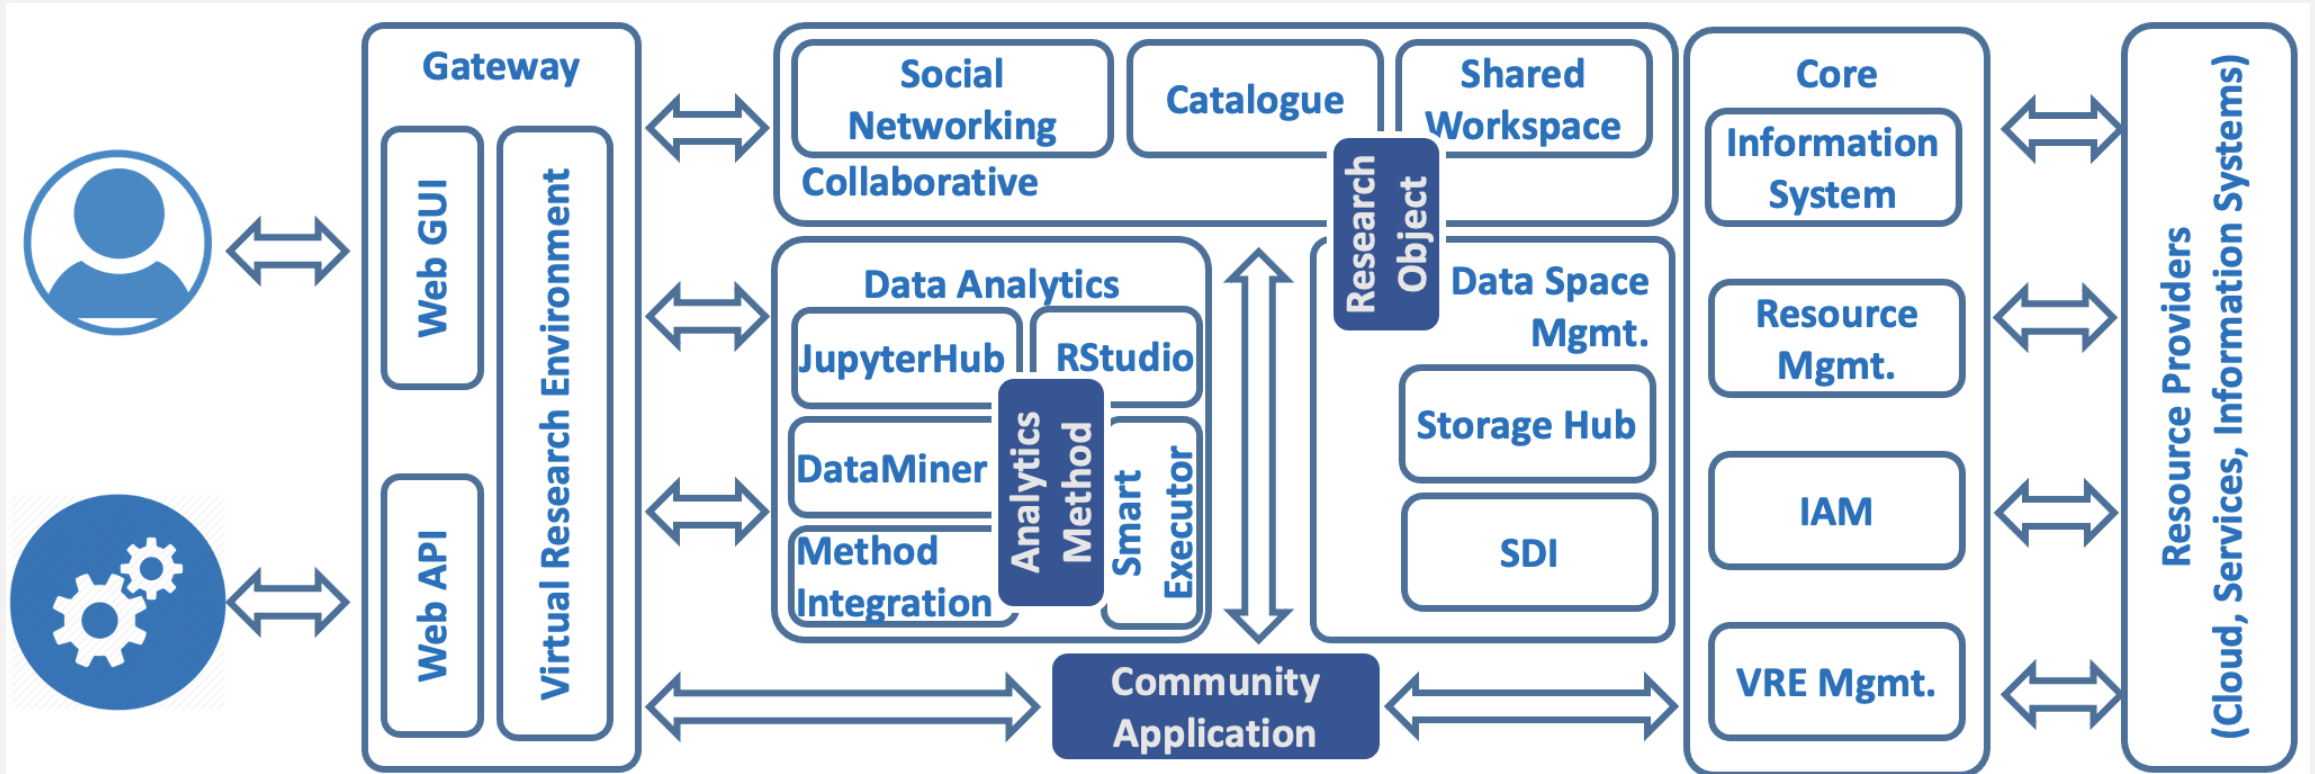 Gateway
Web GUI
Web API
Virtual Research Environment
Social
Networking
Catalogue
Shared
Workspace
Collaborative
Research
Object
Data Analytics
JupyterHub
RStudio
DataMiner
Method
Integration
Analytics
Method
Smart
Executor
Data Space
Mgmt.
Storage Hub
SDI
Community
Application
Core
Information
System
Resource
Mgmt.
IAM
VRE Mgmt.
Resource Providers
(Cloud, Services, Information Systems)